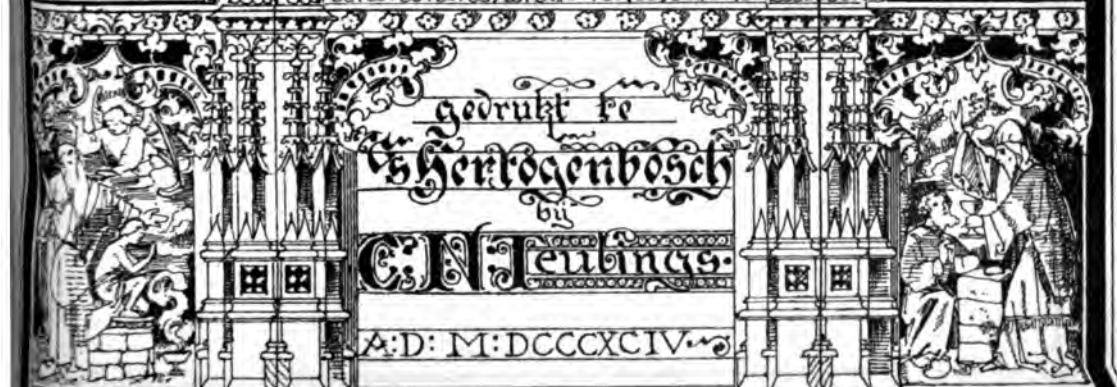 gedrukt te
'sHertogenbosch
bij
C:N:Teulings.
A:D: M:DCCCXCIV